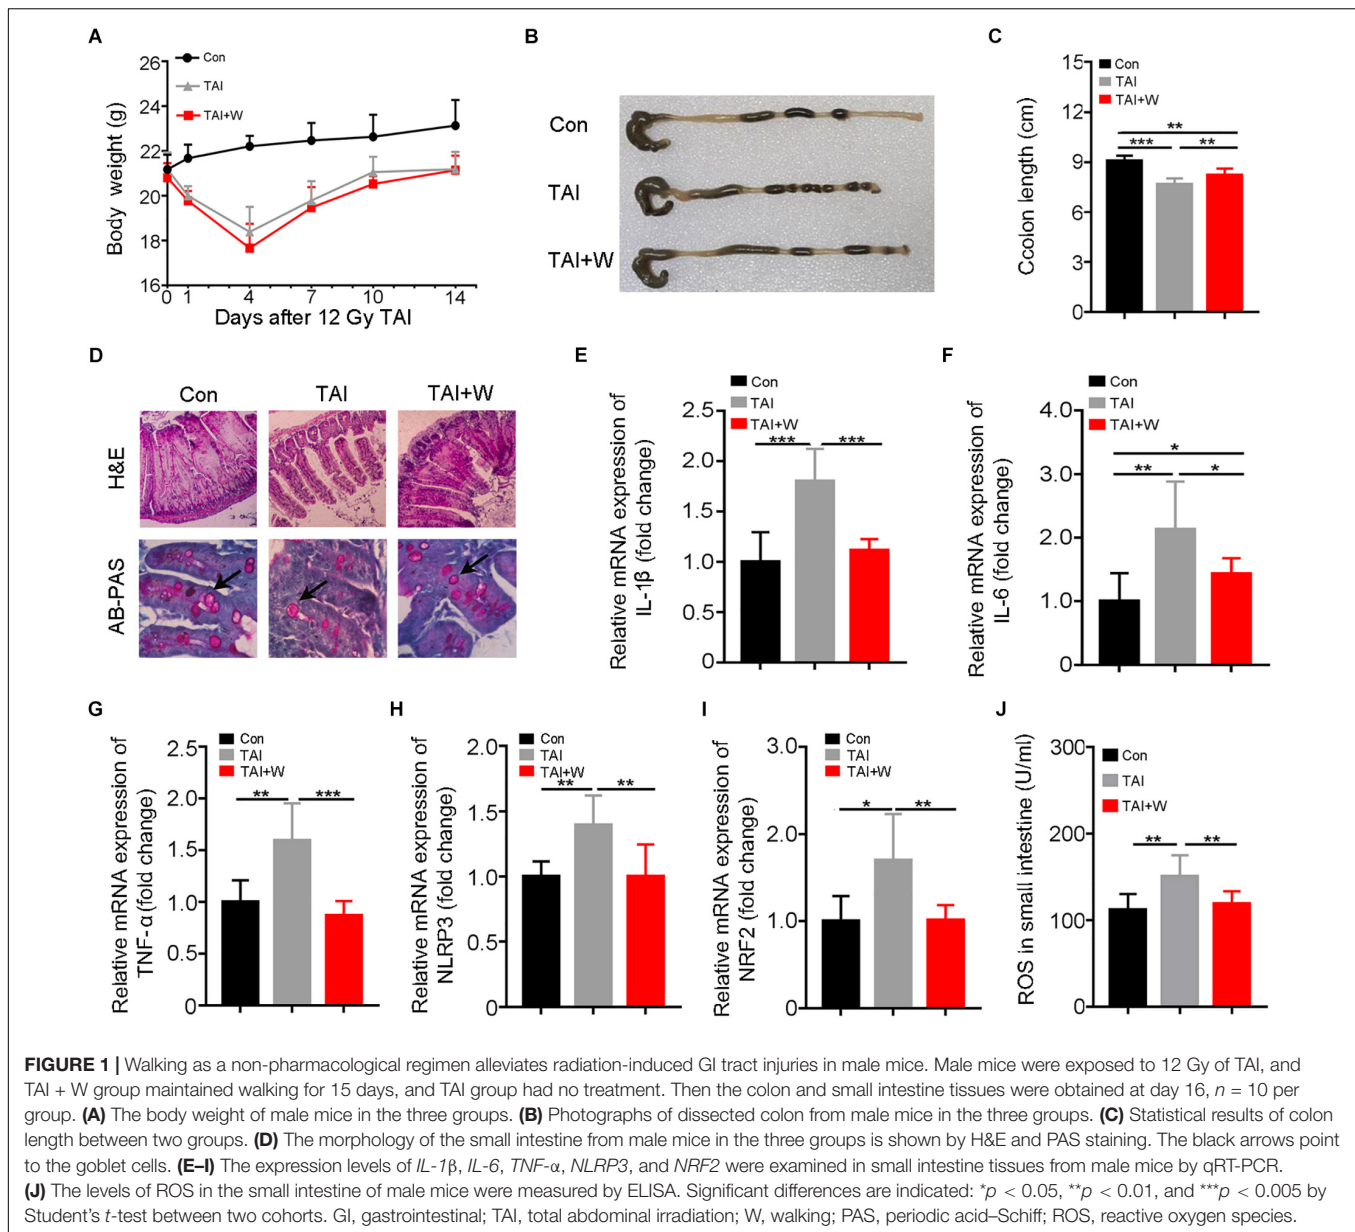 A
26
24
22
20
18
16
Body weight (g)
Con
TAI
TAI+W
0 1 4 7 10 14
Days after 12 Gy TAI
B
Con
TAI
TAI+W
C
15
12
9
6
3
0
Ccolon length (cm)
Con
TAI
TAI+W
**
*** **
D
Con TAI TAI+W
H&E
AB-PAS
E
Relative mRNA expression of
IL-1β (fold change)
2.5
2.0
1.5
1.0
0.5
0
Con
TAI
TAI+W
*** ***
F
Relative mRNA expression of
IL-6 (fold change)
4.0
3.0
2.0
1.0
0
Con
TAI
TAI+W
*
** *
G
Relative mRNA expression of
TNF-α (fold change)
2.5
2.0
1.5
1.0
0.5
0
Con
TAI
TAI+W
** ***
H
Relative mRNA expression of
NLRP3 (fold change)
2.0
1.5
1.0
0.5
0
Con
TAI
TAI+W
** **
I
Relative mRNA expression of
NRF2 (fold change)
3.0
2.0
1.0
0
Con
TAI
TAI+W
* **
J
ROS in small intestine (U/ml)
300
200
100
0
Con
TAI
TAI+W
** **
FIGURE 1 | Walking as a non-pharmacological regimen alleviates radiation-induced GI tract injuries in male mice. Male mice were exposed to 12 Gy of TAI, and
TAI + W group maintained walking for 15 days, and TAI group had no treatment. Then the colon and small intestine tissues were obtained at day 16, n = 10 per
group. (A) The body weight of male mice in the three groups. (B) Photographs of dissected colon from male mice in the three groups. (C) Statistical results of colon
length between two groups. (D) The morphology of the small intestine from male mice in the three groups is shown by H&E and PAS staining. The black arrows point
to the goblet cells. (E–I) The expression levels of IL-1β, IL-6, TNF-α, NLRP3, and NRF2 were examined in small intestine tissues from male mice by qRT-PCR.
(J) The levels of ROS in the small intestine of male mice were measured by ELISA. Significant differences are indicated: *p < 0.05, **p < 0.01, and ***p < 0.005 by
Student's t-test between two cohorts. GI, gastrointestinal; TAI, total abdominal irradiation; W, walking; PAS, periodic acid–Schiff; ROS, reactive oxygen species.